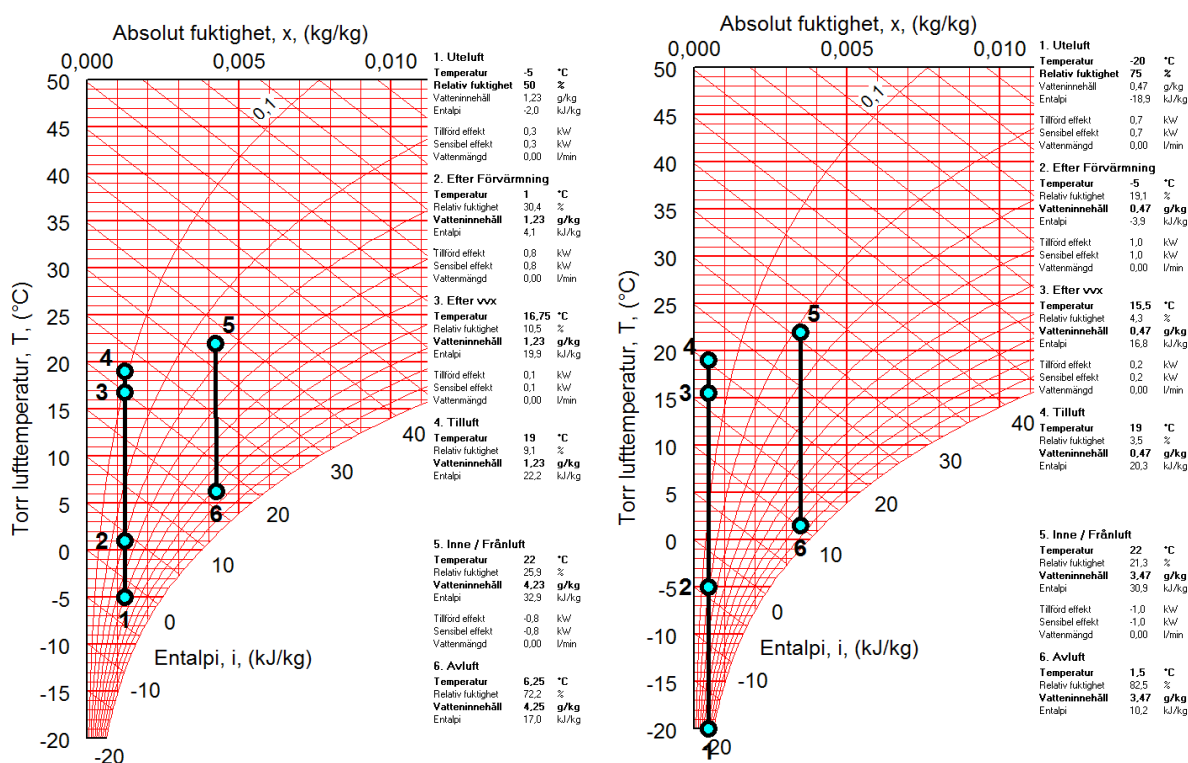 Absolut fuktighet, x, (kg/kg)
0,000 0,005 0,010
50
45
40
35
30
25
20
15
10
5
0
-5
-10
-15
-20
Torr lufttemperatur, T, (°C)
0,1
4
3
2
1
5
6
40
30
20
10
0
-10
-20
Entalpi, i, (kJ/kg)
1. Uteluft
Temperatur -5 °C
Relativ fuktighet 50 %
Vatteninnehåll 1,23 g/kg
Entalpi -2,0 kJ/kg
Tillförd effekt 0,3 kW
Sensibel effekt 0,3 kW
Vattenmängd 0,00 l/min
2. Efter Förvärmning
Temperatur 1 °C
Relativ fuktighet 30,4 %
Vatteninnehåll 1,23 g/kg
Entalpi 4,1 kJ/kg
Tillförd effekt 0,8 kW
Sensibel effekt 0,8 kW
Vattenmängd 0,00 l/min
3. Efter vvx
Temperatur 16,75 °C
Relativ fuktighet 10,5 %
Vatteninnehåll 1,23 g/kg
Entalpi 19,9 kJ/kg
Tillförd effekt 0,1 kW
Sensibel effekt 0,1 kW
Vattenmängd 0,00 l/min
4. Tilluft
Temperatur 19 °C
Relativ fuktighet 9,1 %
Vatteninnehåll 1,23 g/kg
Entalpi 22,2 kJ/kg
5. Inne / Frånluft
Temperatur 22 °C
Relativ fuktighet 25,9 %
Vatteninnehåll 4,23 g/kg
Entalpi 32,9 kJ/kg
Tillförd effekt -0,8 kW
Sensibel effekt -0,8 kW
Vattenmängd 0,00 l/min
6. Avluft
Temperatur 6,25 °C
Relativ fuktighet 72,2 %
Vatteninnehåll 4,25 g/kg
Entalpi 17,0 kJ/kg
Absolut fuktighet, x, (kg/kg)
0,000 0,005 0,010
50
45
40
35
30
25
20
15
10
5
0
-5
-10
-15
-20
Torr lufttemperatur, T, (°C)
0,1
4
3
2
1
5
6
40
30
20
10
0
-10
-20
Entalpi, i, (kJ/kg)
1. Uteluft
Temperatur -20 °C
Relativ fuktighet 75 %
Vatteninnehåll 0,47 g/kg
Entalpi -18,9 kJ/kg
Tillförd effekt 0,7 kW
Sensibel effekt 0,7 kW
Vattenmängd 0,00 l/min
2. Efter Förvärmning
Temperatur -5 °C
Relativ fuktighet 19,1 %
Vatteninnehåll 0,47 g/kg
Entalpi -3,9 kJ/kg
Tillförd effekt 1,0 kW
Sensibel effekt 1,0 kW
Vattenmängd 0,00 l/min
3. Efter vvx
Temperatur 15,5 °C
Relativ fuktighet 4,3 %
Vatteninnehåll 0,47 g/kg
Entalpi 16,8 kJ/kg
Tillförd effekt 0,2 kW
Sensibel effekt 0,2 kW
Vattenmängd 0,00 l/min
4. Tilluft
Temperatur 19 °C
Relativ fuktighet 3,5 %
Vatteninnehåll 0,47 g/kg
Entalpi 20,3 kJ/kg
5. Inne / Frånluft
Temperatur 22 °C
Relativ fuktighet 21,3 %
Vatteninnehåll 3,47 g/kg
Entalpi 30,9 kJ/kg
Tillförd effekt -1,0 kW
Sensibel effekt -1,0 kW
Vattenmängd 0,00 l/min
6. Avluft
Temperatur 1,5 °C
Relativ fuktighet 82,5 %
Vatteninnehåll 3,47 g/kg
Entalpi 10,2 kJ/kg